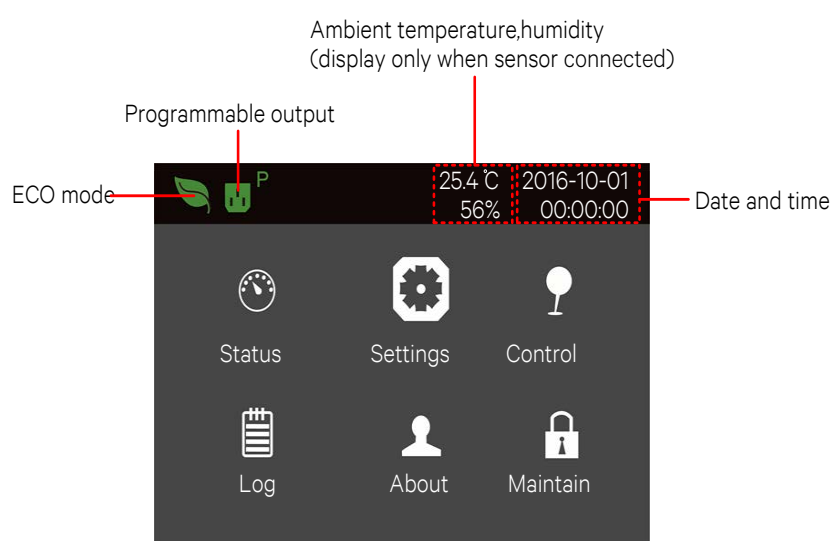 Ambient temperature,humidity
(display only when sensor connected)
Programmable output
ECO mode
P
25.4℃
56%
2016-10-01
00:00:00
Date and time
Status
Settings
Control
Log
About
Maintain